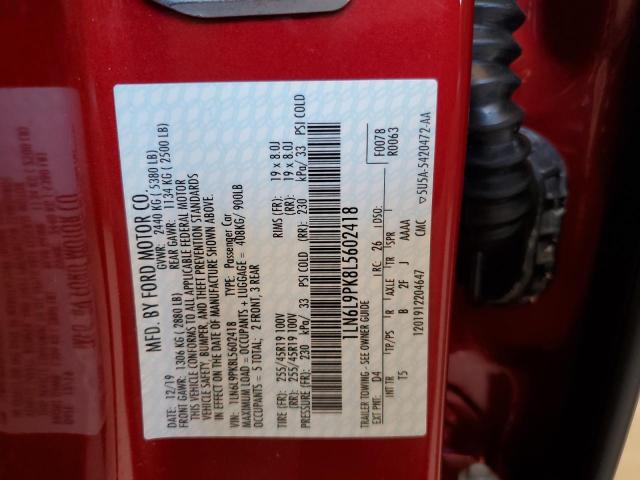 MFD. BY FORD MOTOR CO.
12/19 GVWR: 2440 KG ( 5380 LB)
FRONT GAWR: 1306 KG ( 2880 LB) REAR GAWR: 1134 KG ( 2500 LB)
THIS VEHICLE CONFORMS TO ALL APPLICABLE FEDERAL MOTOR
VEHICLE SAFETY, BUMPER, AND THEFT PREVENTION STANDARDS
IN EFFECT ON THE DATE OF MANUFACTURE SHOWN ABOVE.
VIN: 1LN6L9PK8L5602418 TYPE: Passenger Car
MAXIMUM LOAD = OCCUPANTS + LUGGAGE = 408KG/ 900LB
OCCUPANTS = 5 TOTAL; 2 FRONT, 3 REAR
TIRE (FR): 255/45R19 100V RIMS (FR): 19 x 8.0J
(RR): 255/45R19 100V (RR): 19 x 8.0J
PRESSURE (FR): 230 kPa/ 33 PSI COLD (RR): 230 kPa/ 33 PSI COLD
1LN6L9PK8L5602418
TRAILER TOWING - SEE OWNER GUIDE F0078
R0063
EXT PNT: D4 RC: 26 DSO:
INT TR TP/PS R AXLE TR SPR
T5 B 2F J AAAA
1201912204647 CMC ▽5U5A-5420472-AA